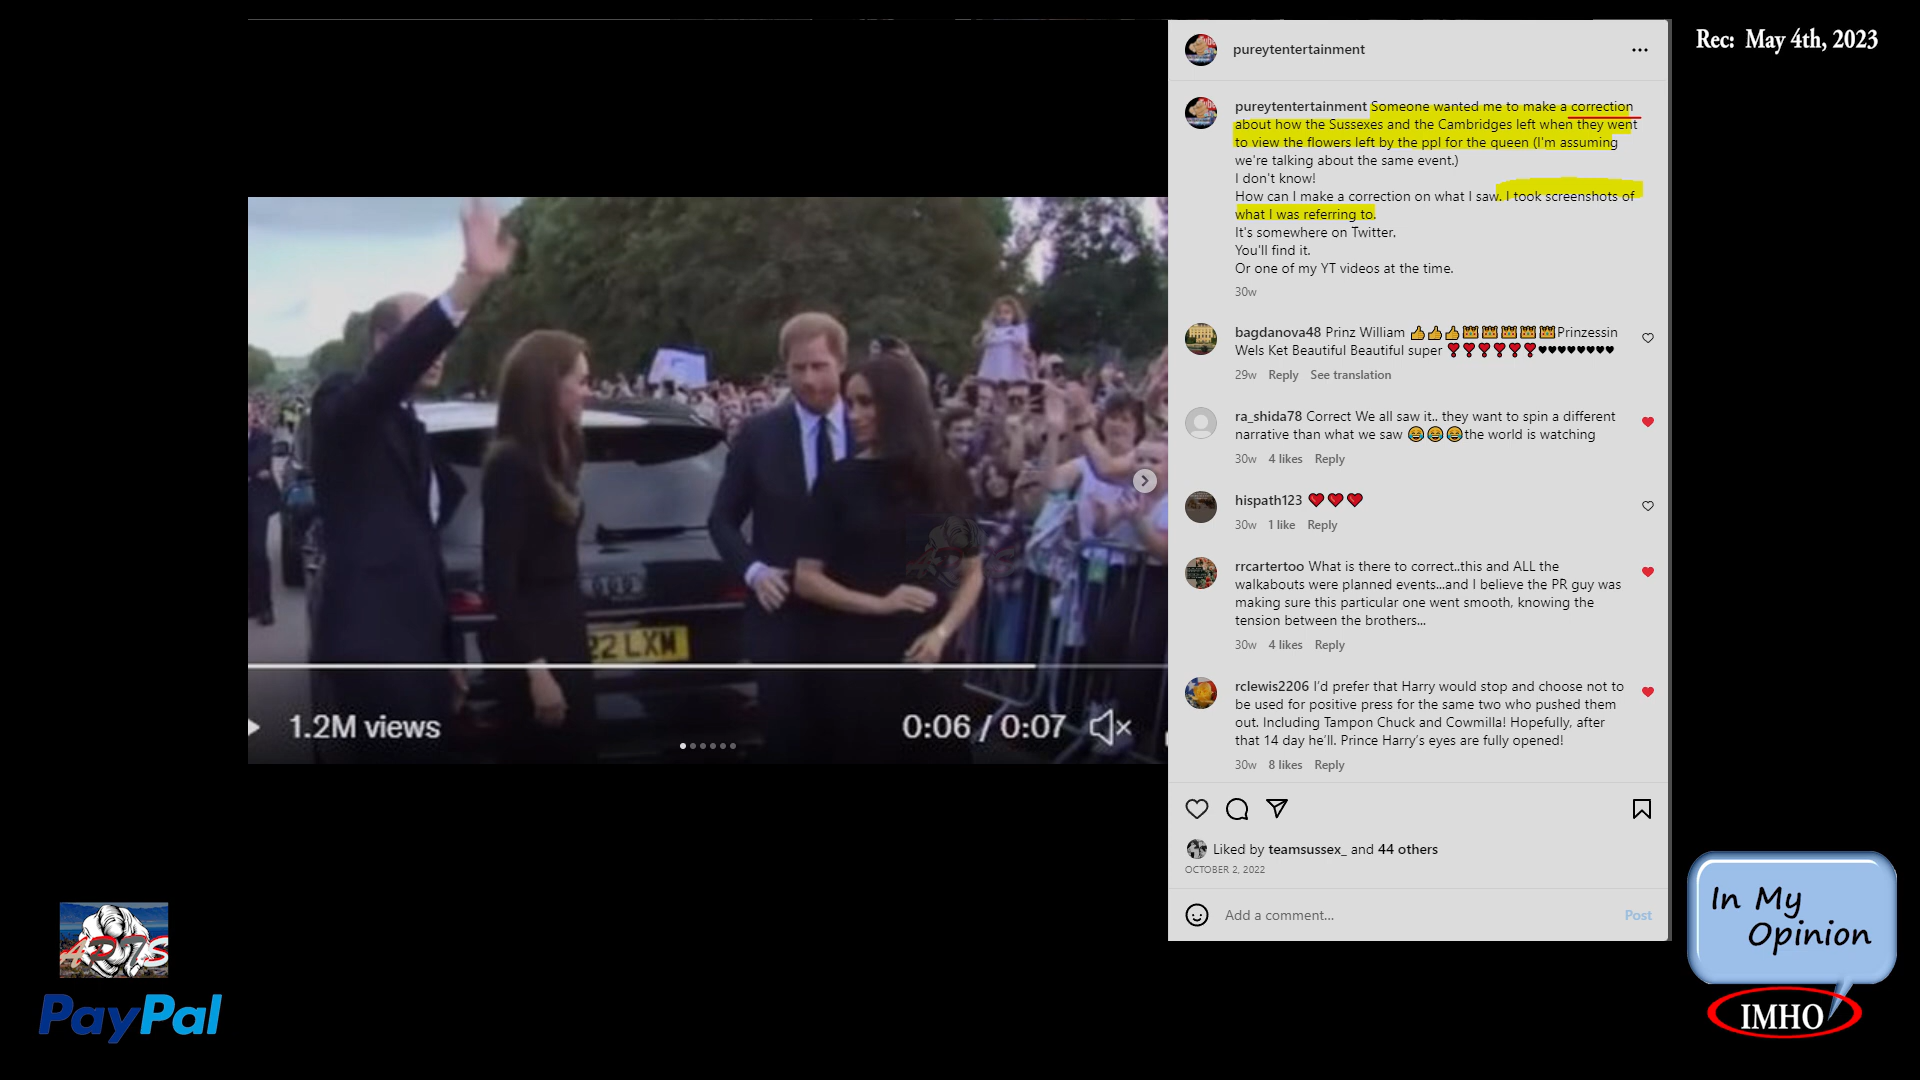 Rec: May 4th, 2023
pureytentertainment
pureytentertainment Someone wanted me to make a correction
about how the Sussexes and the Cambridges left when they went
to view the flowers left by the ppl for the queen (I'm assuming
we're talking about the same event.)
I don't know!
How can I make a correction on what I saw. I took screenshots of
what I was referring to.
It's somewhere on Twitter.
You'll find it.
Or one of my YT videos at the time.
30w
bagdanova48 Prinz William 👍👍👍👑👑👑👑👑Prinzessin
Wels Ket Beautiful Beautiful super ❣❣❣❣❣❣♥♥♥♥♥♥♥♥
29w Reply See translation
ra_shida78 Correct We all saw it.. they want to spin a different
narrative than what we saw 😂😂😂the world is watching
30w 4 likes Reply
hispath123 ❤❤❤
30w 1 like Reply
rrcartertoo What is there to correct..this and ALL the
walkabouts were planned events...and I believe the PR guy was
making sure this particular one went smooth, knowing the
tension between the brothers...
30w 4 likes Reply
rclewis2206 I'd prefer that Harry would stop and choose not to
be used for positive press for the same two who pushed them
out. Including Tampon Chuck and Cowmilla! Hopefully, after
that 14 day he'll. Prince Harry's eyes are fully opened!
30w 8 likes Reply
Liked by teamsussex_ and 44 others
OCTOBER 2, 2022
Add a comment...
Post
22 LXM
1.2M views
0:06 / 0:07
PayPal
In My
Opinion
IMHO